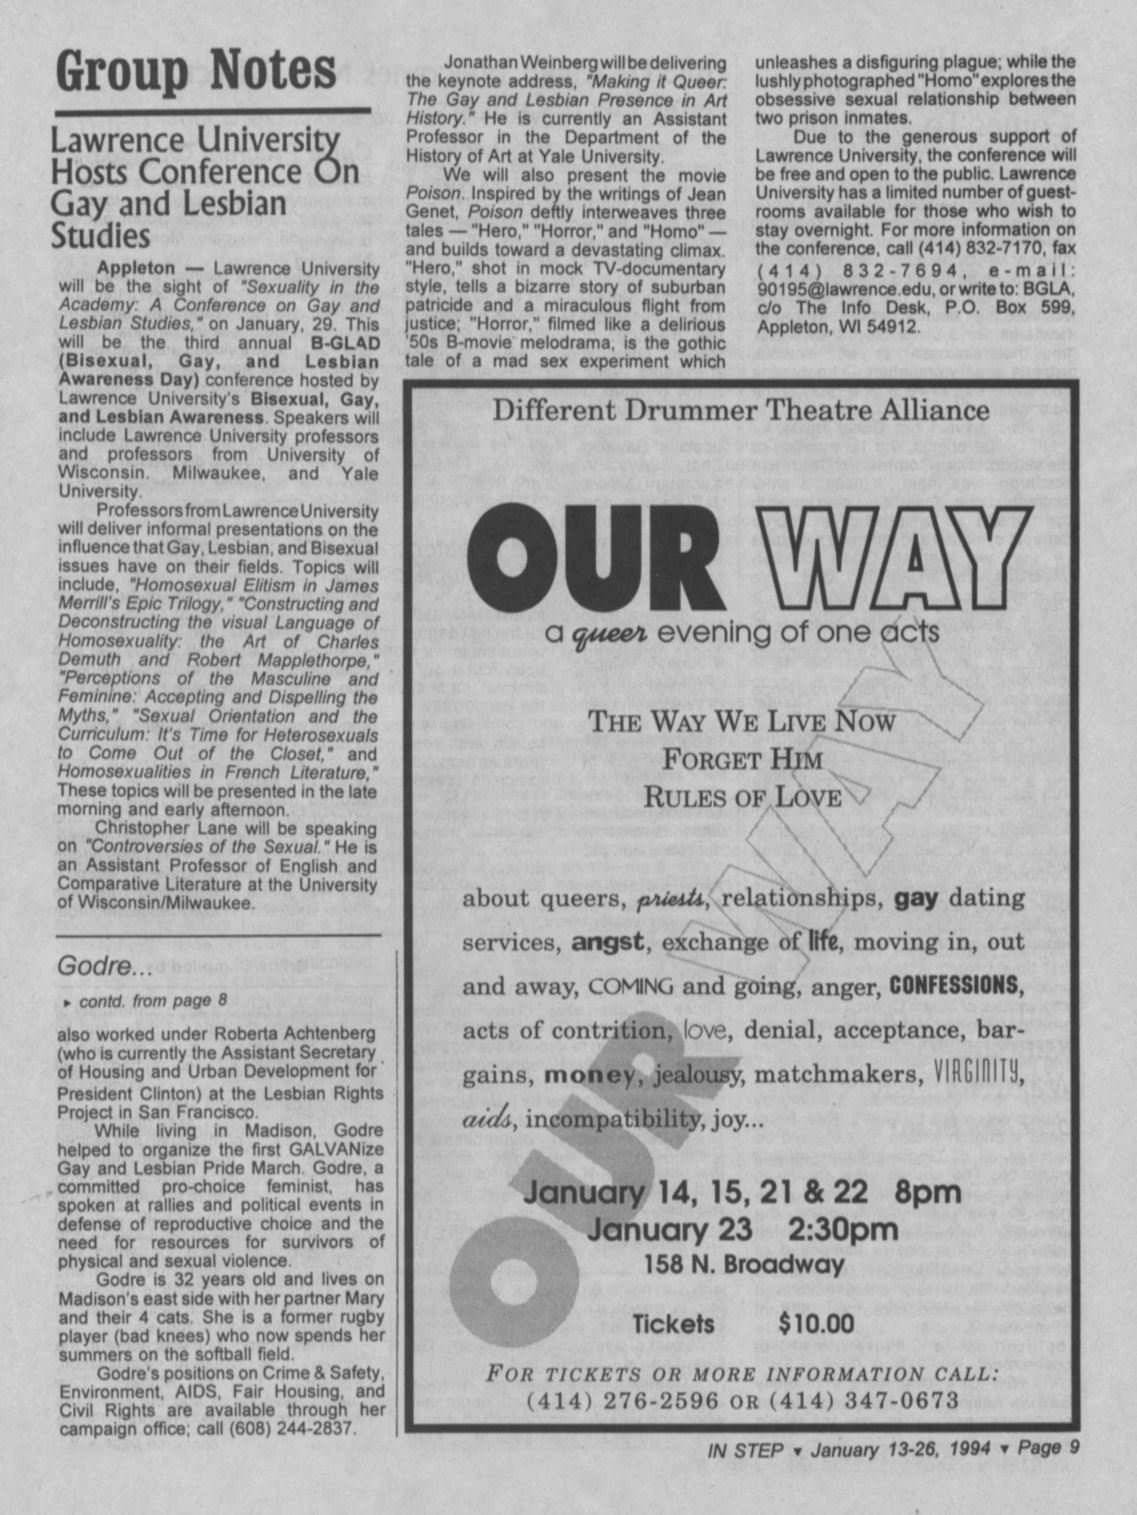 Group Notes
Lawrence University
Hosts Conference On
Gay and Lesbian
Studies
Appleton — Lawrence University
will be the sight of "Sexuality in the
Academy: A Conference on Gay and
Lesbian Studies," on January, 29. This
will be the third annual B-GLAD
(Bisexual, Gay, and Lesbian
Awareness Day) conference hosted by
Lawrence University's Bisexual, Gay,
and Lesbian Awareness. Speakers will
include Lawrence University professors
and professors from University of
Wisconsin. Milwaukee, and Yale
University.
Professors from Lawrence University
will deliver informal presentations on the
influence that Gay, Lesbian, and Bisexual
issues have on their fields. Topics will
include, "Homosexual Elitism in James
Merrill's Epic Trilogy," "Constructing and
Deconstructing the visual Language of
Homosexuality: the Art of Charles
Demuth and Robert Mapplethorpe,"
"Perceptions of the Masculine and
Feminine: Accepting and Dispelling the
Myths," "Sexual Orientation and the
Curriculum: It's Time for Heterosexuals
to Come Out of the Closet," and
Homosexualities in French Literature,"
These topics will be presented in the late
morning and early afternoon.
Christopher Lane will be speaking
on "Controversies of the Sexual." He is
an Assistant Professor of English and
Comparative Literature at the University
of Wisconsin/Milwaukee.
Jonathan Weinberg will be delivering
the keynote address, "Making it Queer:
The Gay and Lesbian Presence in Art
History." He is currently an Assistant
Professor in the Department of the
History of Art at Yale University.
We will also present the movie
Poison. Inspired by the writings of Jean
Genet, Poison deftly interweaves three
tales — "Hero," "Horror," and "Homo" —
and builds toward a devastating climax.
"Hero," shot in mock TV-documentary
style, tells a bizarre story of suburban
patricide and a miraculous flight from
justice; "Horror," filmed like a delirious
'50s B-movie melodrama, is the gothic
tale of a mad sex experiment which
unleashes a disfiguring plague; while the
lushly photographed "Homo" explores the
obsessive sexual relationship between
two prison inmates.
Due to the generous support of
Lawrence University, the conference will
be free and open to the public. Lawrence
University has a limited number of guest-
rooms available for those who wish to
stay overnight. For more information on
the conference, call (414) 832-7170, fax
(414) 832-7694, e-mail:
90195@lawrence.edu, or write to: BGLA,
c/o The Info Desk, P.O. Box 599,
Appleton, WI 54912.
Godre...
▸ contd. from page 8
also worked under Roberta Achtenberg
(who is currently the Assistant Secretary
of Housing and Urban Development for
President Clinton) at the Lesbian Rights
Project in San Francisco.
While living in Madison, Godre
helped to organize the first GALVANize
Gay and Lesbian Pride March. Godre, a
committed pro-choice feminist, has
spoken at rallies and political events in
defense of reproductive choice and the
need for resources for survivors of
physical and sexual violence.
Godre is 32 years old and lives on
Madison's east side with her partner Mary
and their 4 cats. She is a former rugby
player (bad knees) who now spends her
summers on the softball field.
Godre's positions on Crime & Safety,
Environment, AIDS, Fair Housing, and
Civil Rights are available through her
campaign office; call (608) 244-2837.
Different Drummer Theatre Alliance
OUR WAY
a queer evening of one acts
THE WAY WE LIVE NOW
FORGET HIM
RULES OF LOVE
about queers, priests, relationships, gay dating
services, angst, exchange of life, moving in, out
and away, COMING and going, anger, CONFESSIONS,
acts of contrition, love, denial, acceptance, bar-
gains, money, jealousy, matchmakers, VIRGINITY,
aids, incompatibility, joy...
OUR WAY
January 14, 15, 21 & 22 8pm
January 23 2:30pm
158 N. Broadway
Tickets $10.00
FOR TICKETS OR MORE INFORMATION CALL:
(414) 276-2596 OR (414) 347-0673
IN STEP ▾ January 13-26, 1994 ▾ Page 9